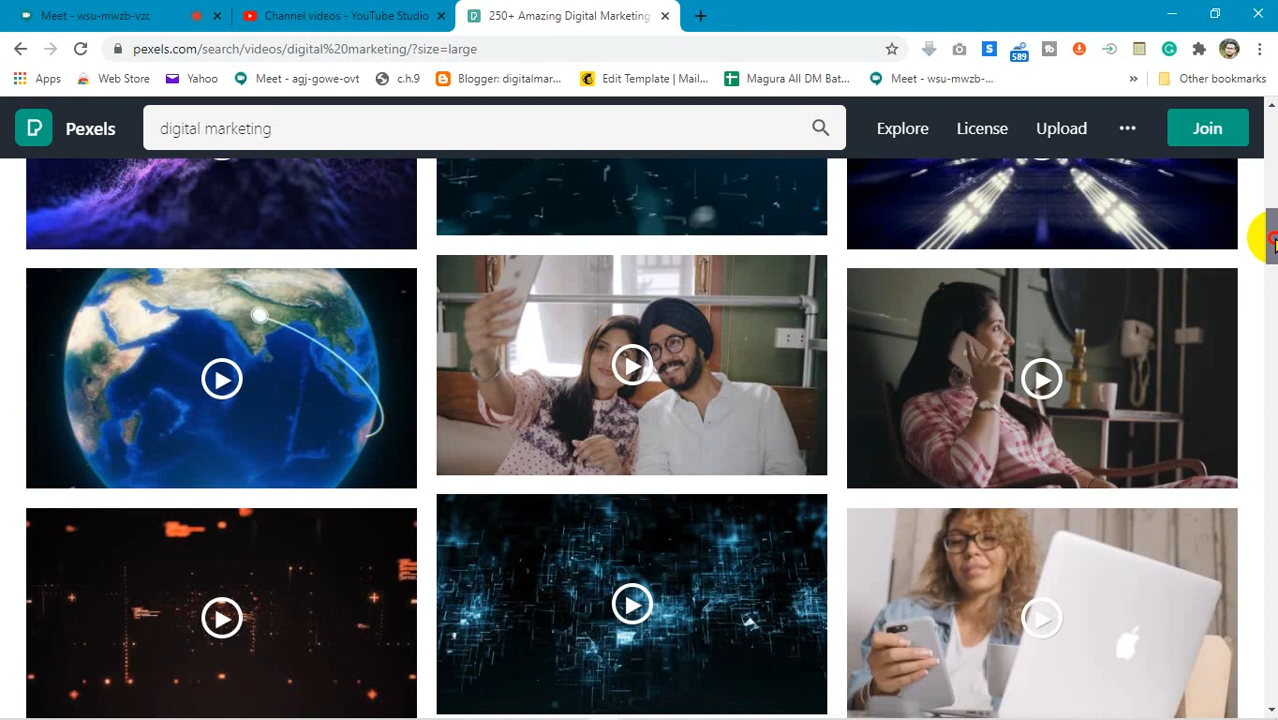 Meet - wsu-mwzb-vzc
Channel videos - YouTube Studio
250+ Amazing Digital Marketing
pexels.com/search/videos/digital%20marketing/?size=large
589
Apps
Web Store
Yahoo
Meet - agj-gowe-ovt
c.h.9
Blogger: digitalmar...
Edit Template | Mail...
Magura All DM Bat...
Meet - wsu-mwzb-...
Other bookmarks
Pexels
digital marketing
Explore
License
Upload
Join